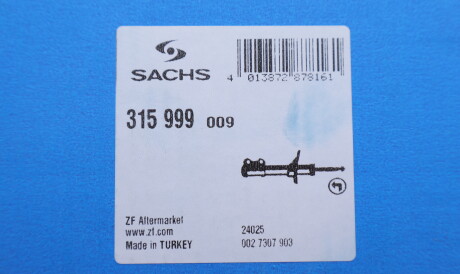 SACHS
4 013872 878161
315 999 009
ZF Aftermarket
www.zf.com
Made in TURKEY
24025
002 7307 903